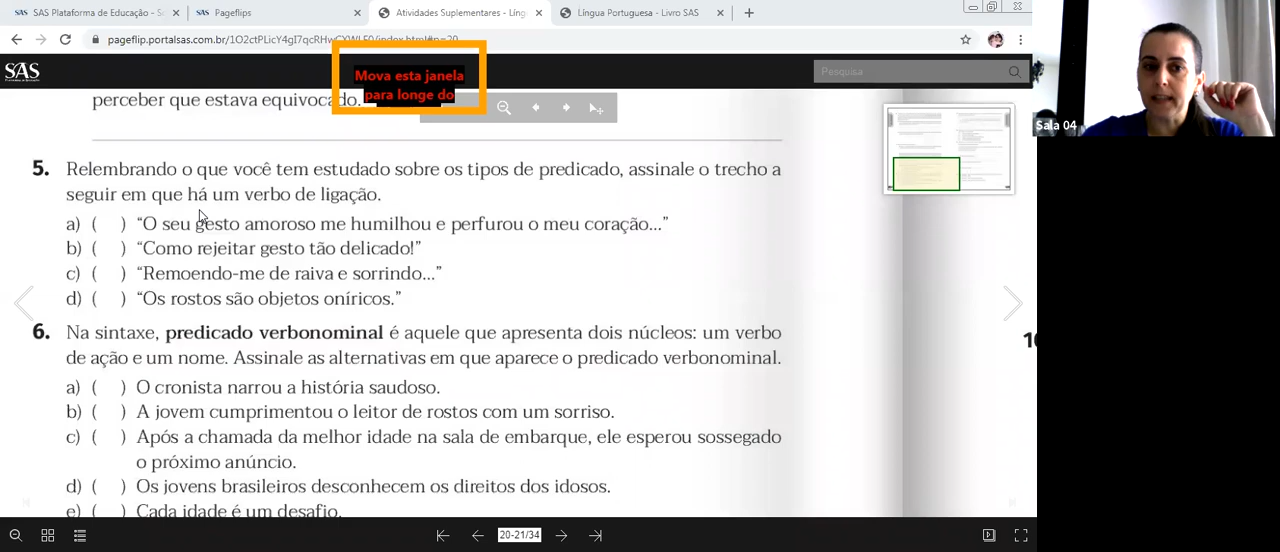 SAS Plataforma de Educação – S
Pageflips
Atividades Suplementares – Líng
Língua Portuguesa - Livro SAS
SAS
Mova esta janela
para longe do
Pesquisa
Sala 04
perceber que estava equivocado.
5. Relembrando o que você tem estudado sobre os tipos de predicado, assinale o trecho a
seguir em que há um verbo de ligação.
a) ( ) “O seu gesto amoroso me humilhou e perfurou o meu coração...”
b) ( ) “Como rejeitar gesto tão delicado!”
c) ( ) “Remoendo-me de raiva e sorrindo...”
d) ( ) “Os rostos são objetos oníricos.”
6. Na sintaxe, predicado verbonominal é aquele que apresenta dois núcleos: um verbo
de ação e um nome. Assinale as alternativas em que aparece o predicado verbonominal.
a) ( ) O cronista narrou a história saudoso.
b) ( ) A jovem cumprimentou o leitor de rostos com um sorriso.
c) ( ) Após a chamada da melhor idade na sala de embarque, ele esperou sossegado
o próximo anúncio.
d) ( ) Os jovens brasileiros desconhecem os direitos dos idosos.
e) ( ) Cada idade é um desafio.
20-21/34